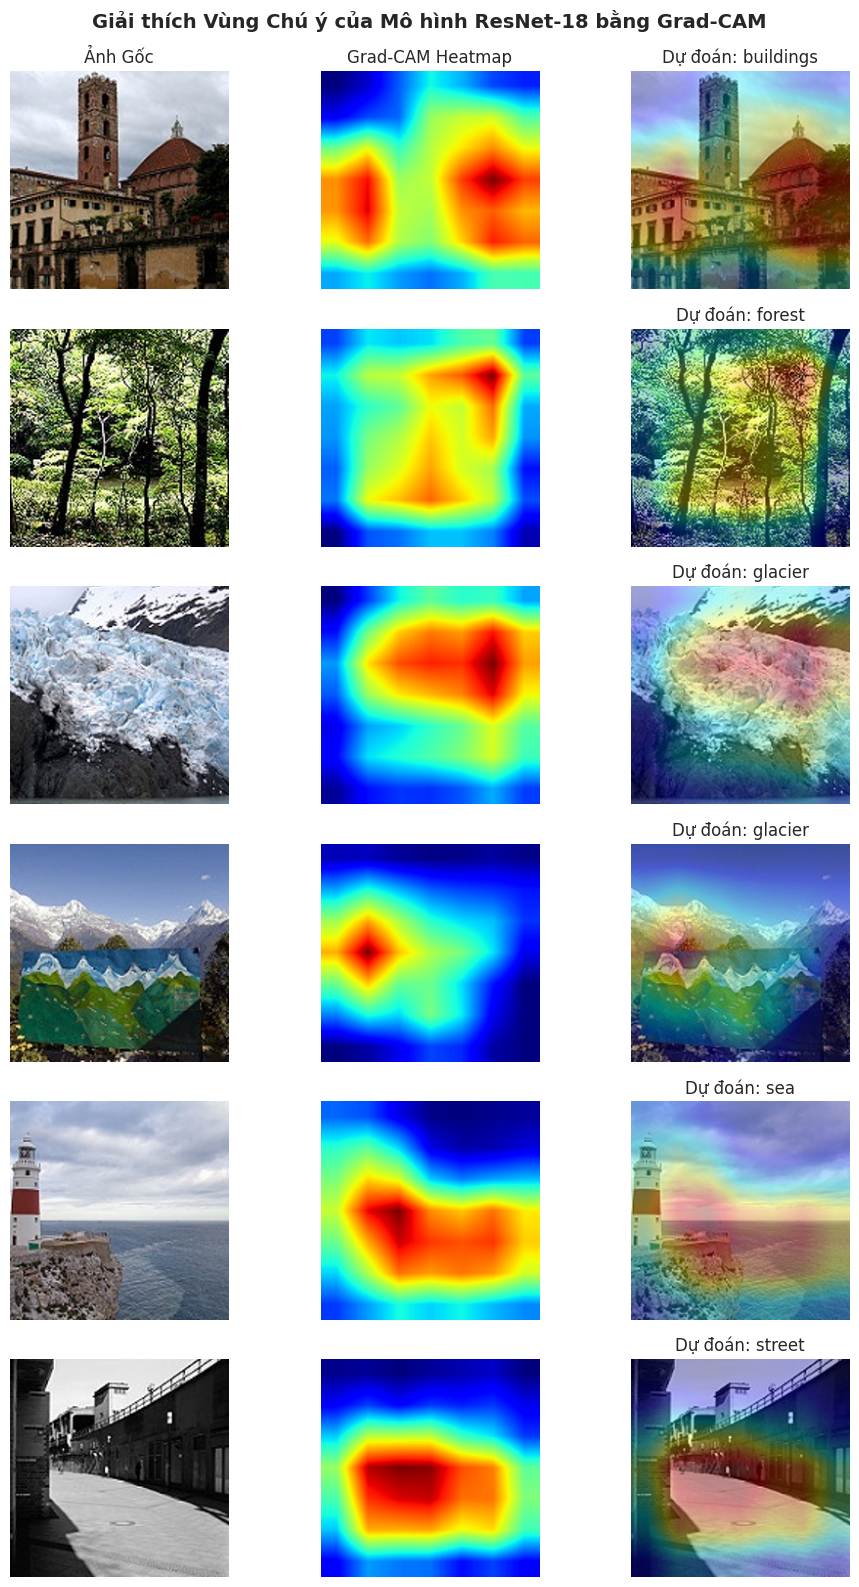 Giải thích Vùng Chú ý của Mô hình ResNet-18 bằng Grad-CAM
Ảnh Gốc
Grad-CAM Heatmap
Dự đoán: buildings
Dự đoán: forest
Dự đoán: glacier
Dự đoán: glacier
Dự đoán: sea
Dự đoán: street